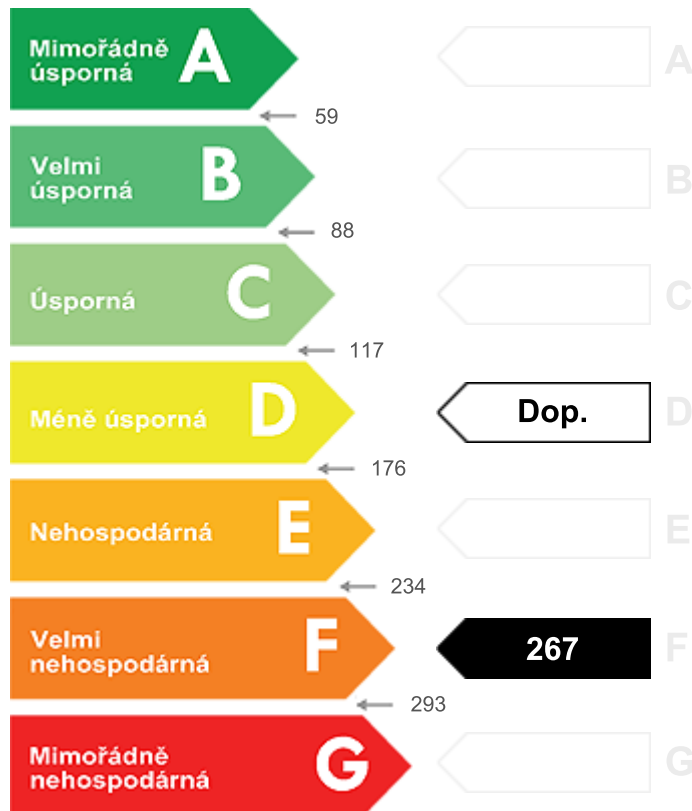 Mimořádně
úsporná
A
A
59
Velmi
úsporná
B
B
88
Úsporná
C
C
117
Méně úsporná
D
Dop.
D
176
Nehospodárná
E
E
234
Velmi
nehospodárná
F
267
F
293
Mimořádně
nehospodárná
G
G